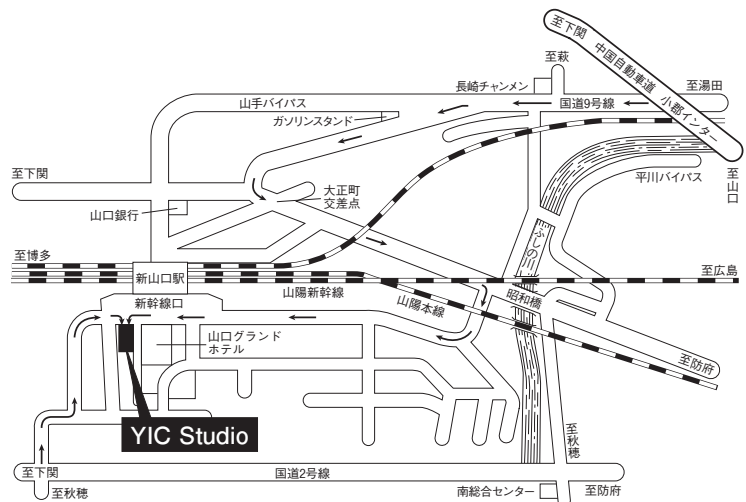 至下関
中国自動車道
小郡インター
至萩
長崎チャンメン
至湯田
山手バイパス
国道9号線
ガソリンスタンド
至下関
大正町
交差点
平川バイパス
至山口
山口銀行
ふしの川
至博多
新山口駅
至広島
山陽新幹線
昭和橋
新幹線口
山陽本線
山口グランド
ホテル
至防府
YIC Studio
至秋穂
至下関
国道2号線
至秋穂
南総合センター
至防府